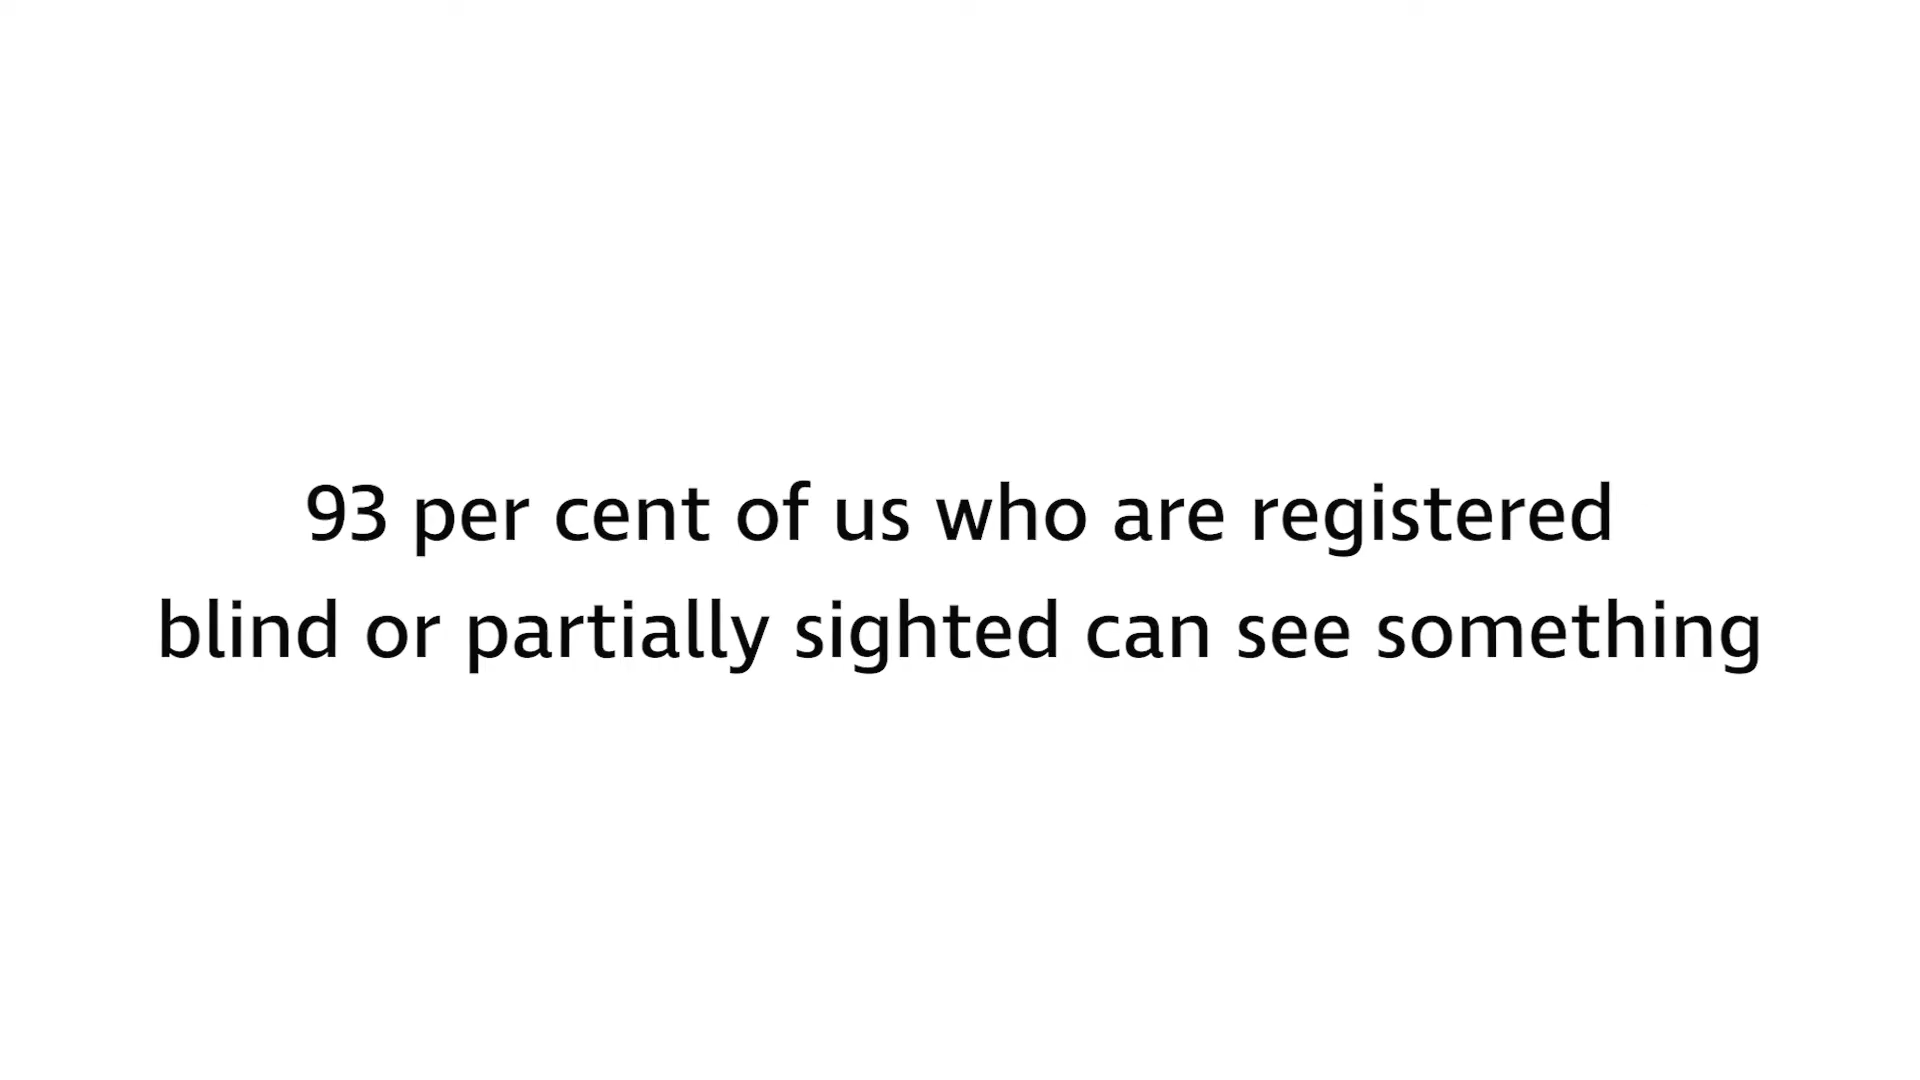 93 per cent of us who are registered
blind or partially sighted can see something